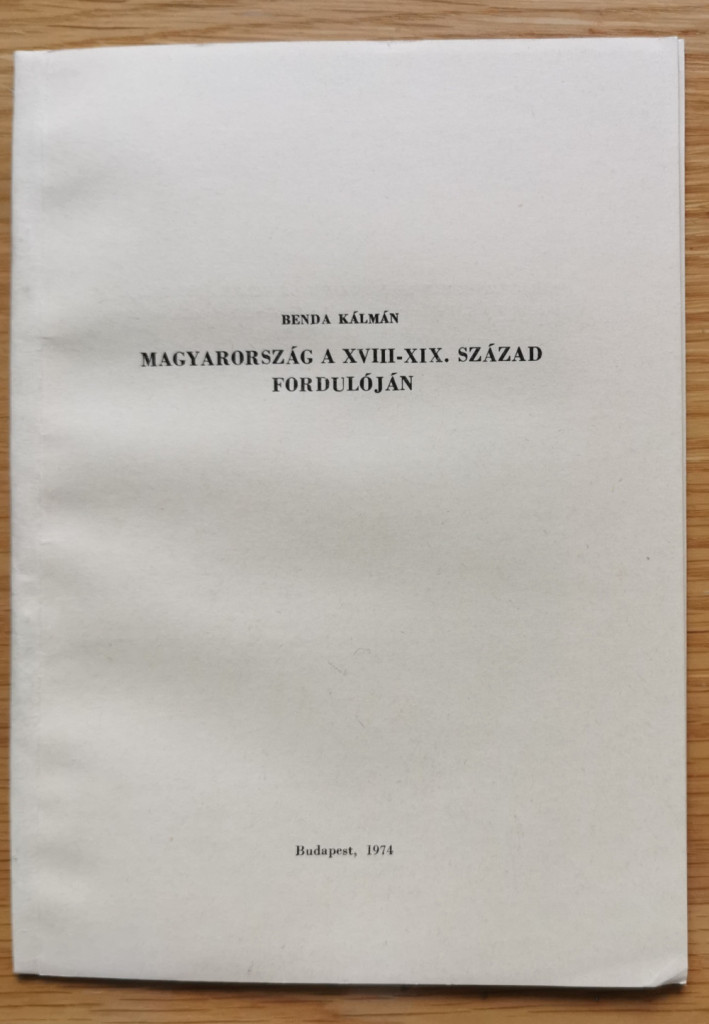 BENDA KÁLMÁN
MAGYARORSZÁG A XVIII-XIX. SZÁZAD
FORDULÓJÁN
Budapest, 1974